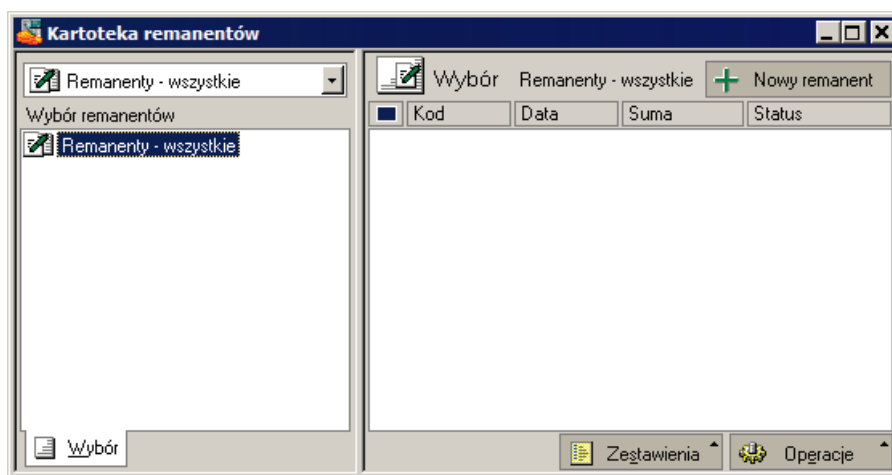 Kartoteka remanentów
Remanenty - wszystkie
Wybór remanentów
Remanenty - wszystkie
Wybór
Wybór Remanenty - wszystkie Nowy remanent
Kod Data Suma Status
Zestawienia Operacje